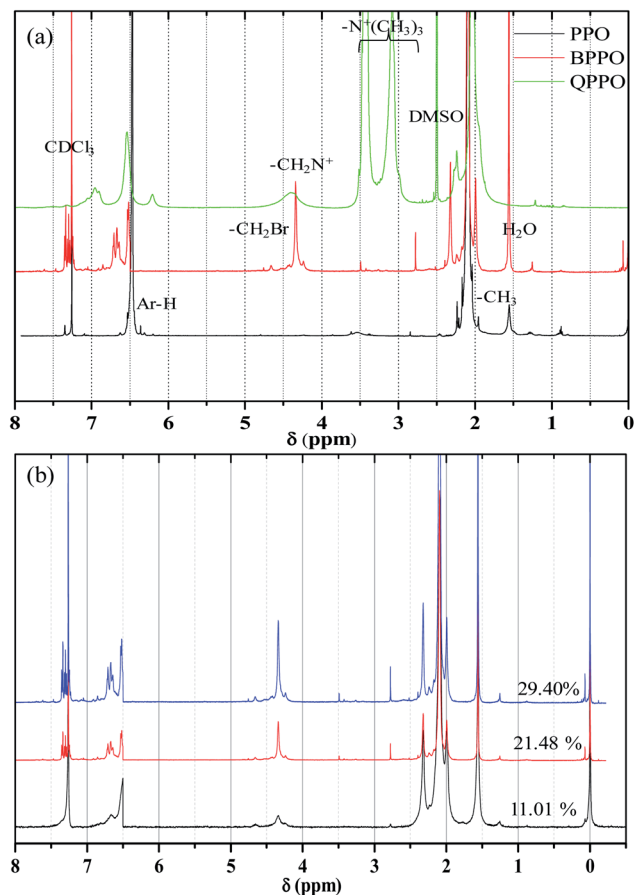 (a)
-N⁺(CH₃)₃
PPO
BPPO
QPPO
CDCl₃
DMSO
-CH₂N⁺
-CH₂Br
H₂O
Ar-H
-CH₃
8 7 6 5 4 3 2 1 0
δ (ppm)
(b)
29.40%
21.48 %
11.01 %
8 7 6 5 4 3 2 1 0
δ (ppm)